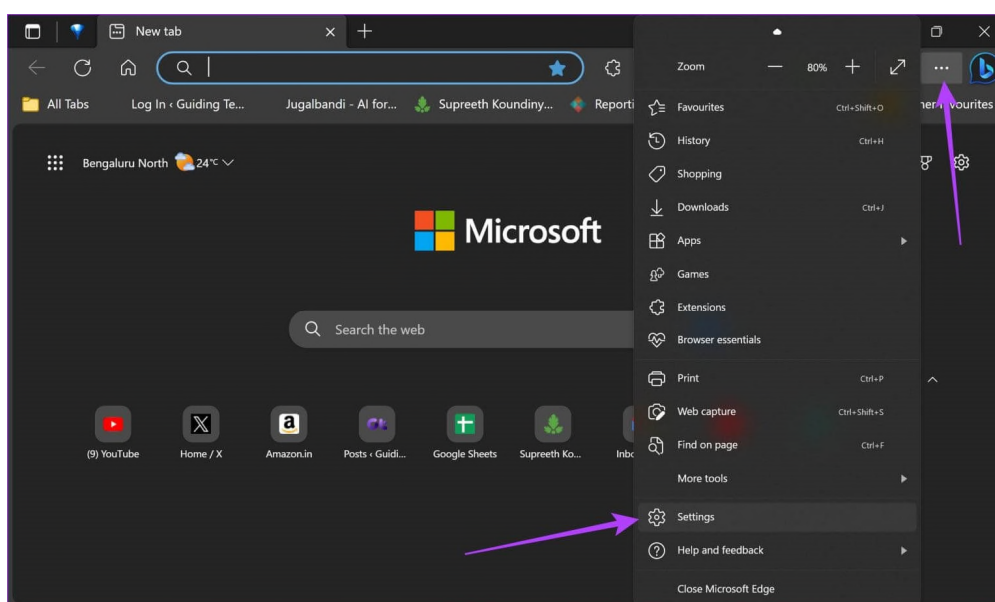 New tab
Zoom
80%
All Tabs
Log In ‹ Guiding Te...
Jugalbandi - AI for...
Supreeth Koundiny...
Reporti
vourites
Favourites
Ctrl+Shift+O
Bengaluru North
24°C
History
Ctrl+H
Shopping
Microsoft
Downloads
Ctrl+J
Apps
Games
Extensions
Search the web
Browser essentials
Print
Ctrl+P
Web capture
Ctrl+Shift+S
Find on page
Ctrl+F
(9) YouTube
Home / X
Amazon.in
Posts ‹ Guidi...
Google Sheets
Supreeth Ko...
Inbo
More tools
Settings
Help and feedback
Close Microsoft Edge